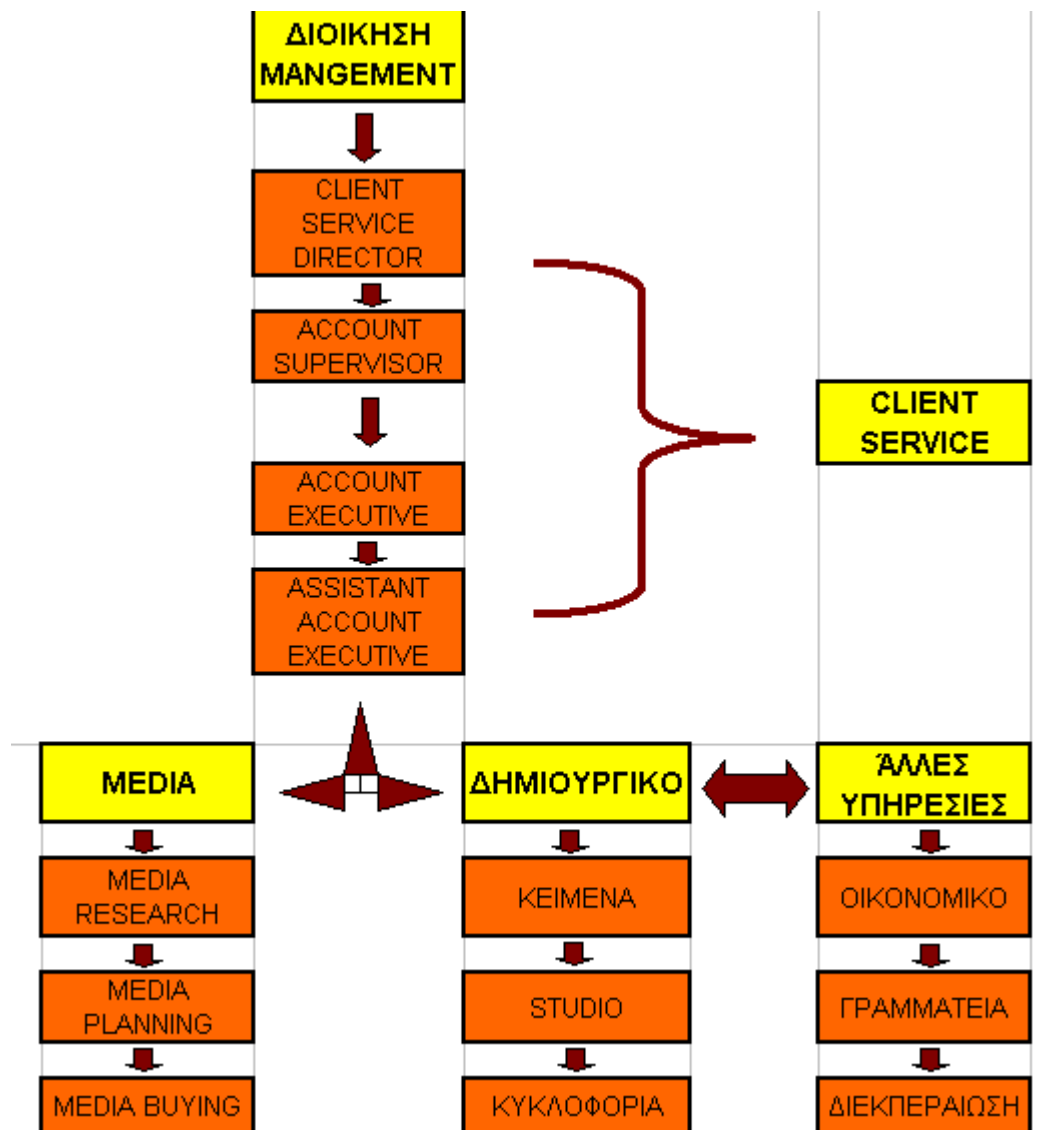 ΔΙΟΙΚΗΣΗ
MANGEMENT
CLIENT
SERVICE
DIRECTOR
ACCOUNT
SUPERVISOR
CLIENT
SERVICE
ACCOUNT
EXECUTIVE
ASSISTANT
ACCOUNT
EXECUTIVE
MEDIA
ΔΗΜΙΟΥΡΓΙΚΟ
ΆΛΛΕΣ
ΥΠΗΡΕΣΙΕΣ
MEDIA
RESEARCH
ΚΕΙΜΕΝΑ
ΟΙΚΟΝΟΜΙΚΟ
MEDIA
PLANNING
STUDIO
ΓΡΑΜΜΑΤΕΙΑ
MEDIA BUYING
ΚΥΚΛΟΦΟΡΙΑ
ΔΙΕΚΠΕΡΑΙΩΣΗ